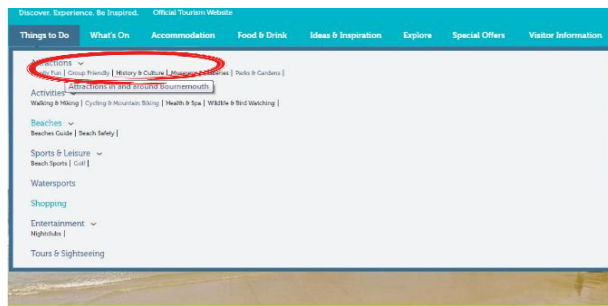 Discover. Experience. Be Inspired. Official Tourism Website
Things to Do What's On Accommodation Food & Drink Ideas & Inspiration Explore Special Offers Visitor Information
Attractions
Fun | Group Friendly | History & Culture | Museums & Galleries | Parks & Gardens |
Attractions in and around Bournemouth
Activities
Walking & Hiking | Cycling & Mountain Biking | Health & Spa | Wildlife & Bird Watching |
Beaches
Beaches Guide | Beach Safety |
Sports & Leisure
Beach Sports | Golf |
Watersports
Shopping
Entertainment
Nightclubs |
Tours & Sightseeing